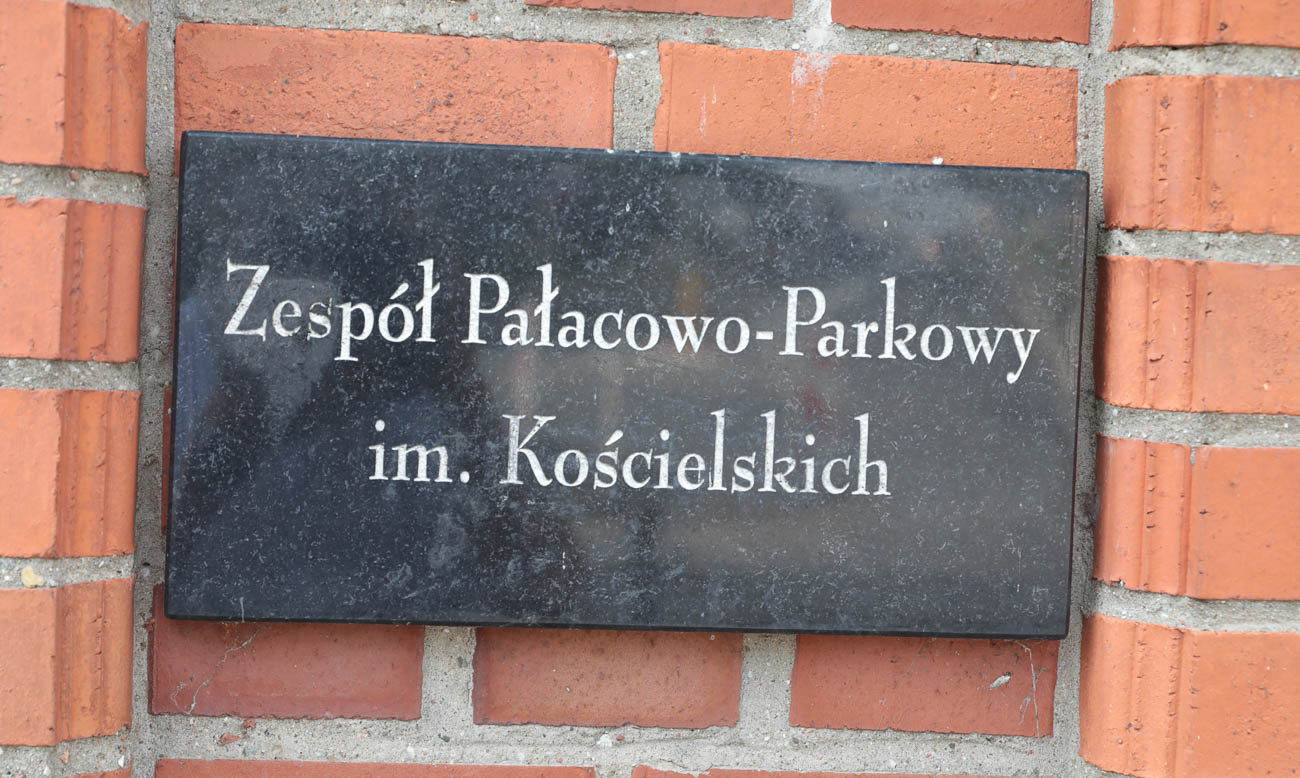 Zespół Pałacowo-Parkowy
im. Kościelskich